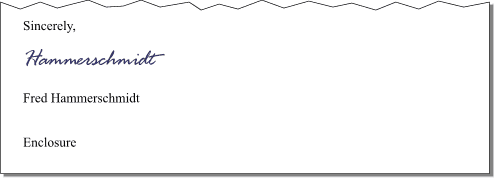 Sincerely,
Hammerschmidt
Fred Hammerschmidt
Enclosure